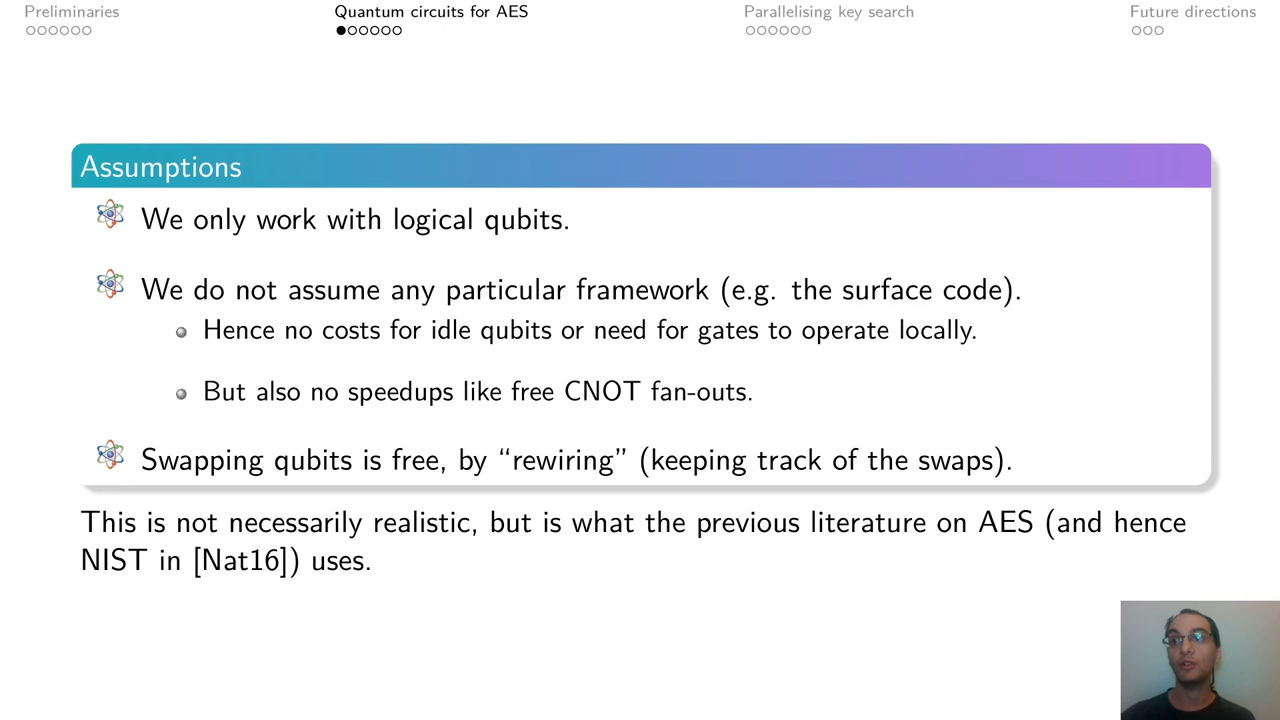 Preliminaries
Quantum circuits for AES
Parallelising key search
Future directions
Assumptions
We only work with logical qubits.
We do not assume any particular framework (e.g. the surface code).
Hence no costs for idle qubits or need for gates to operate locally.
But also no speedups like free CNOT fan-outs.
Swapping qubits is free, by “rewiring” (keeping track of the swaps).
This is not necessarily realistic, but is what the previous literature on AES (and hence
NIST in [Nat16]) uses.